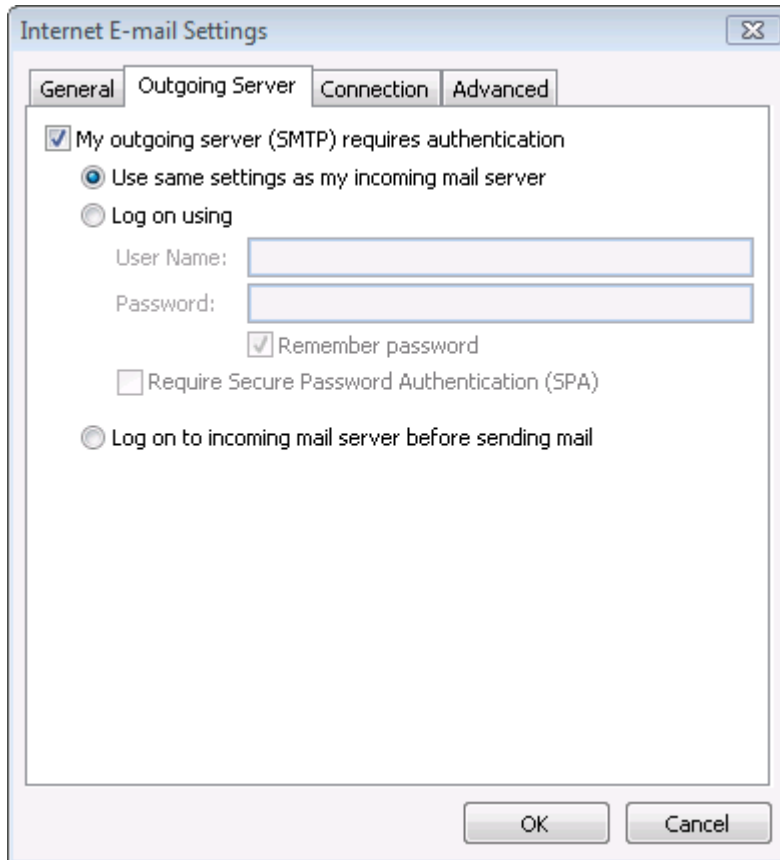 Internet E-mail Settings
General Outgoing Server Connection Advanced
My outgoing server (SMTP) requires authentication
Use same settings as my incoming mail server
Log on using
User Name:
Password:
Remember password
Require Secure Password Authentication (SPA)
Log on to incoming mail server before sending mail
OK Cancel